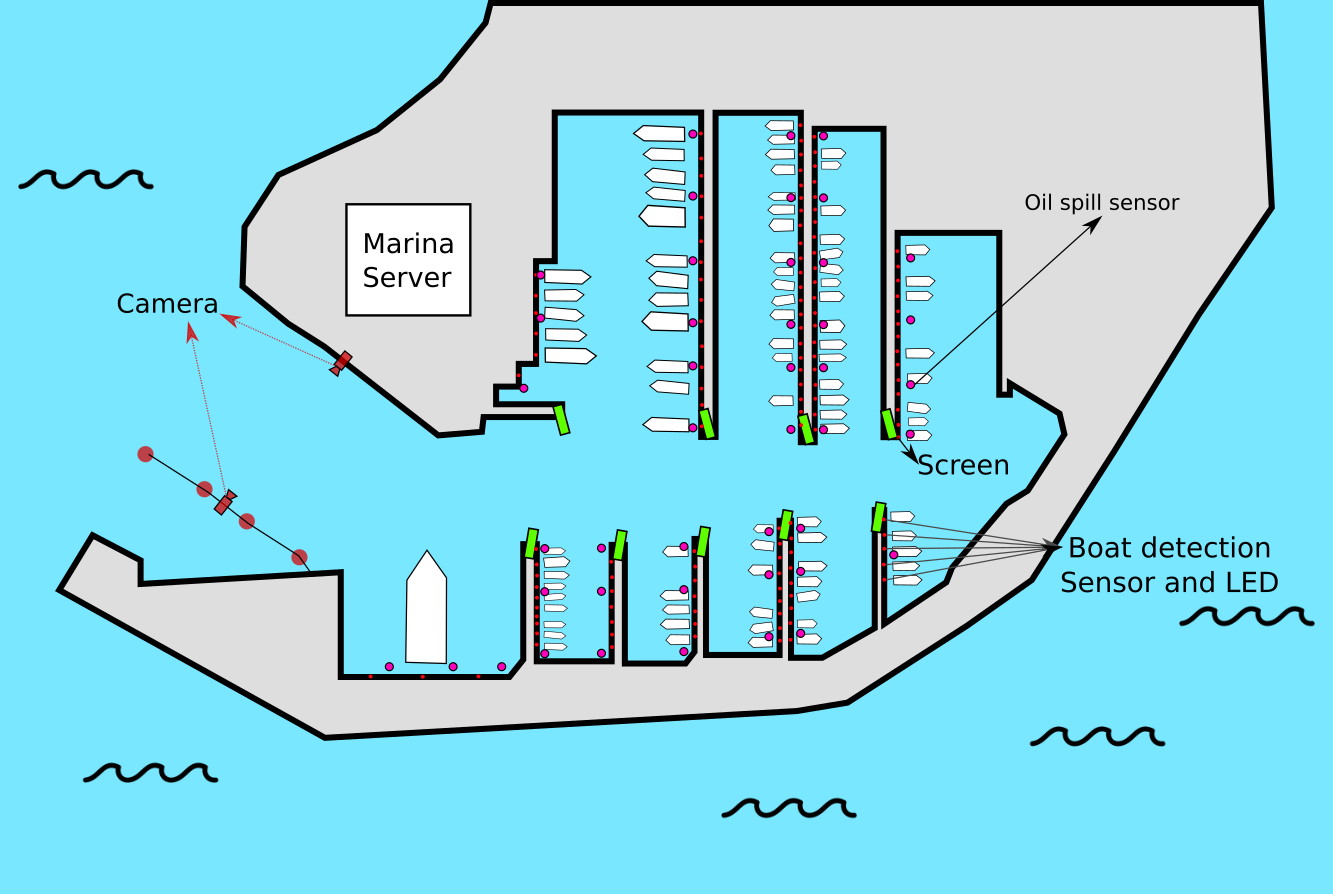 Oil spill sensor
Marina
Server
Camera
Screen
Boat detection
Sensor and LED